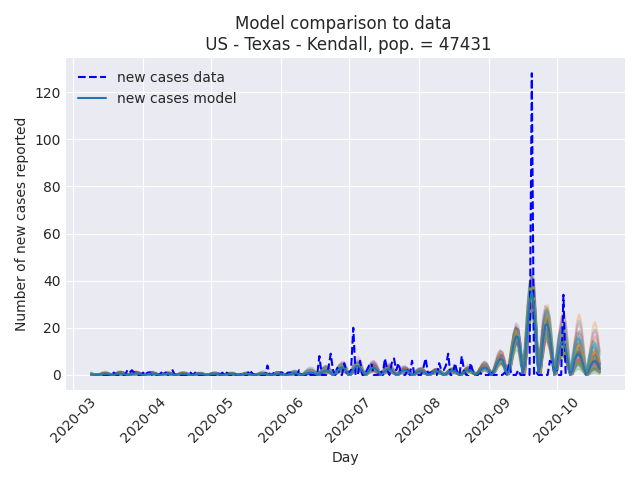 Model comparison to data
US - Texas - Kendall, pop. = 47431
new cases data
new cases model
Number of new cases reported
120
100
80
60
40
20
0
2020-03
2020-04
2020-05
2020-06
2020-07
2020-08
2020-09
2020-10
Day